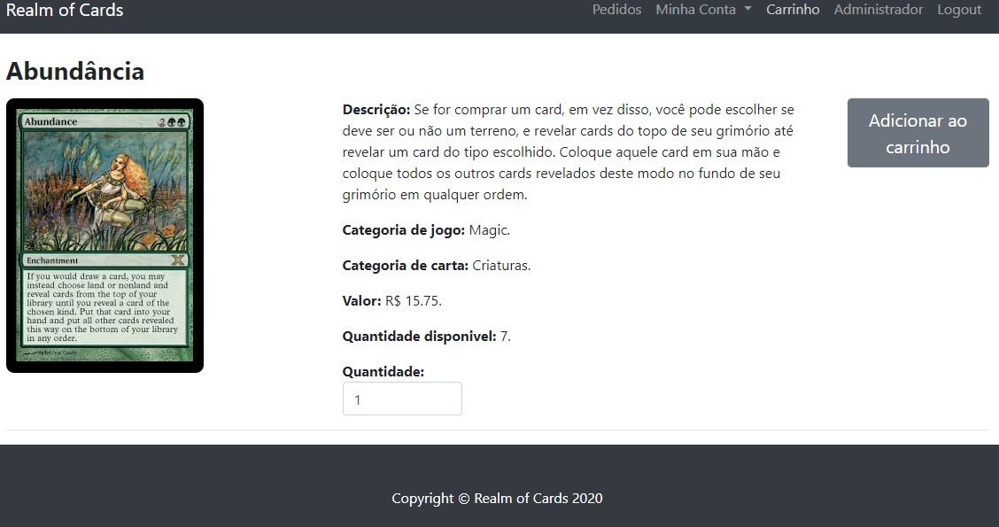 Realm of Cards
Pedidos Minha Conta Carrinho Administrador Logout
Abundância
Abundance 2
Enchantment
If you would draw a card, you may
instead choose land or nonland and
reveal cards from the top of your
library until you reveal a card of the
chosen kind. Put that card into your
hand and put all other cards revealed
this way on the bottom of your library
in any order.
Rebecca Guay
Descrição: Se for comprar um card, em vez disso, você pode escolher se
deve ser ou não um terreno, e revelar cards do topo de seu grimório até
revelar um card do tipo escolhido. Coloque aquele card em sua mão e
coloque todos os outros cards revelados deste modo no fundo de seu
grimório em qualquer ordem.
Categoria de jogo: Magic.
Categoria de carta: Criaturas.
Valor: R$ 15.75.
Quantidade disponivel: 7.
Quantidade:
1
Adicionar ao
carrinho
Copyright © Realm of Cards 2020